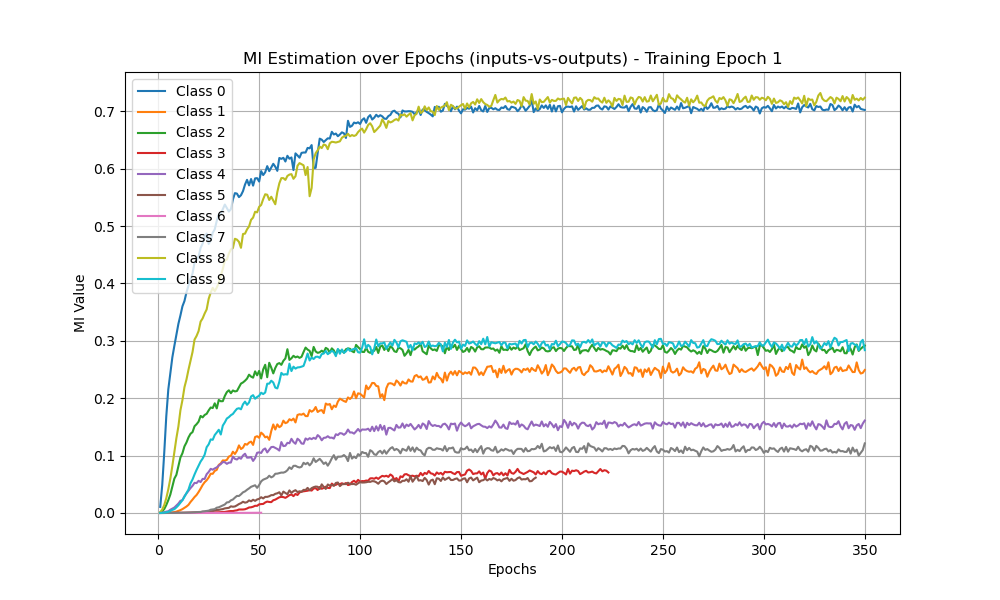 MI Estimation over Epochs (inputs-vs-outputs) - Training Epoch 1
Class 0
Class 1
Class 2
Class 3
Class 4
Class 5
Class 6
Class 7
Class 8
Class 9
MI Value
0.7
0.6
0.5
0.4
0.3
0.2
0.1
0.0
0
50
100
150
200
250
300
350
Epochs